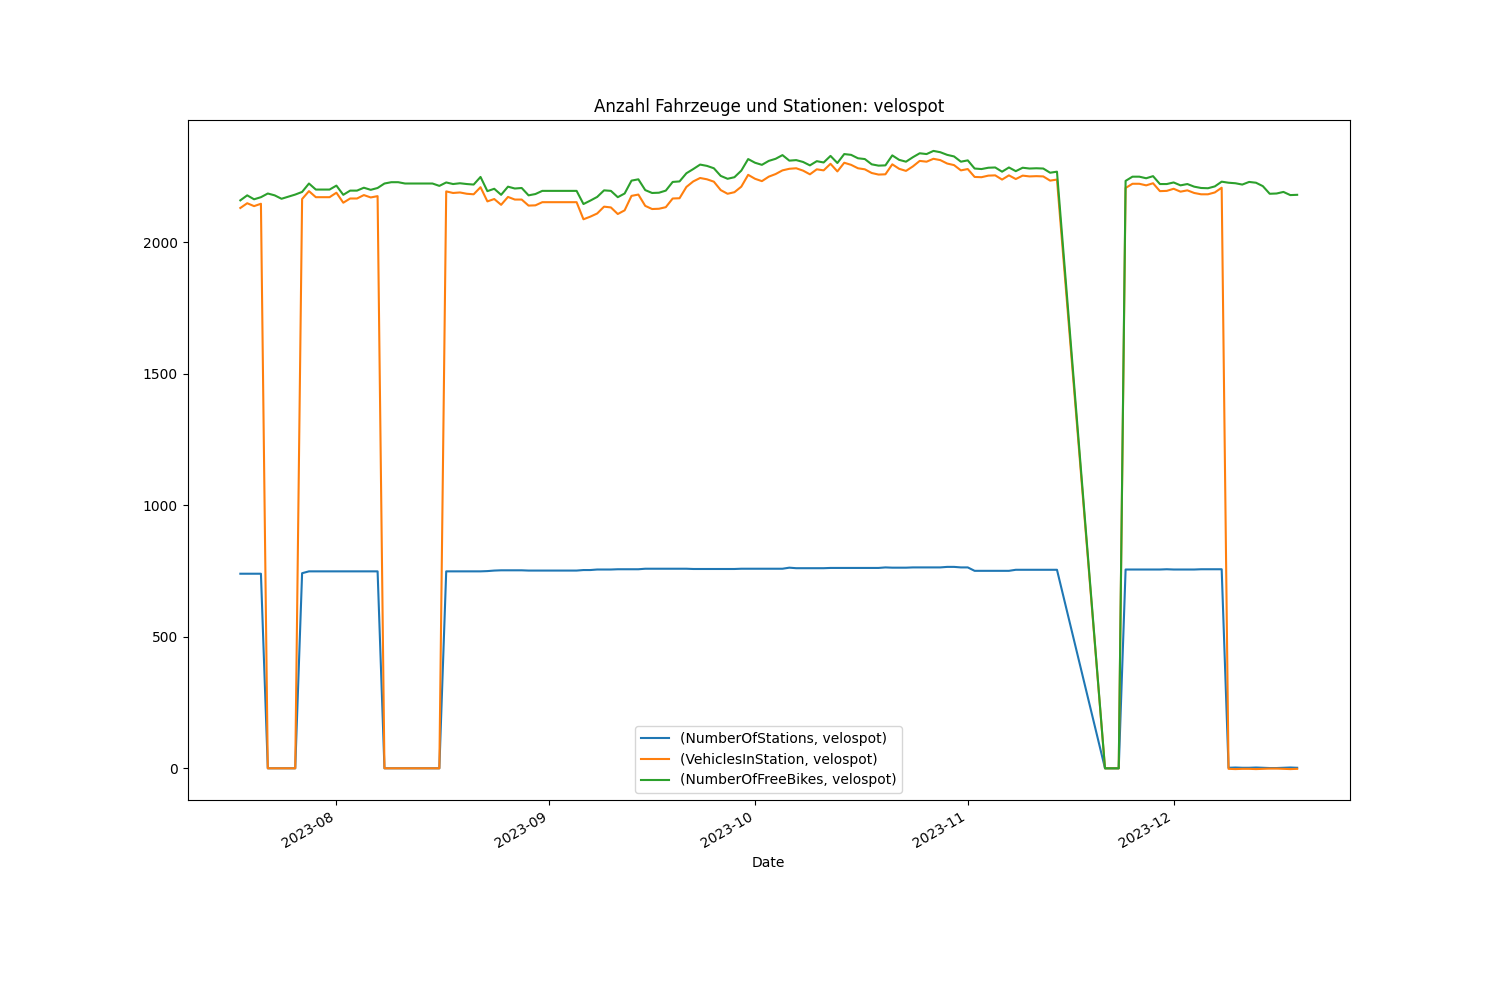 Anzahl Fahrzeuge und Stationen: velospot
2000
1500
1000
500
0
(NumberOfStations, velospot)
(VehiclesInStation, velospot)
(NumberOfFreeBikes, velospot)
2023-08
2023-09
2023-10
2023-11
2023-12
Date